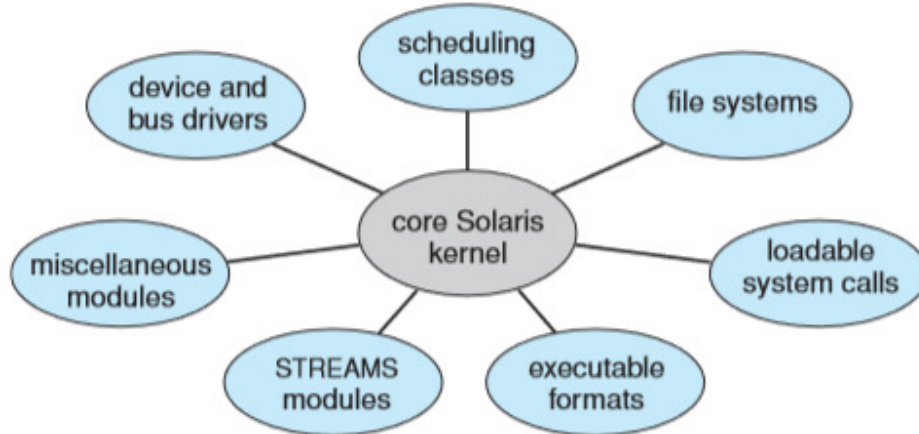 scheduling
classes
device and
bus drivers
file systems
core Solaris
kernel
miscellaneous
modules
loadable
system calls
STREAMS
modules
executable
formats